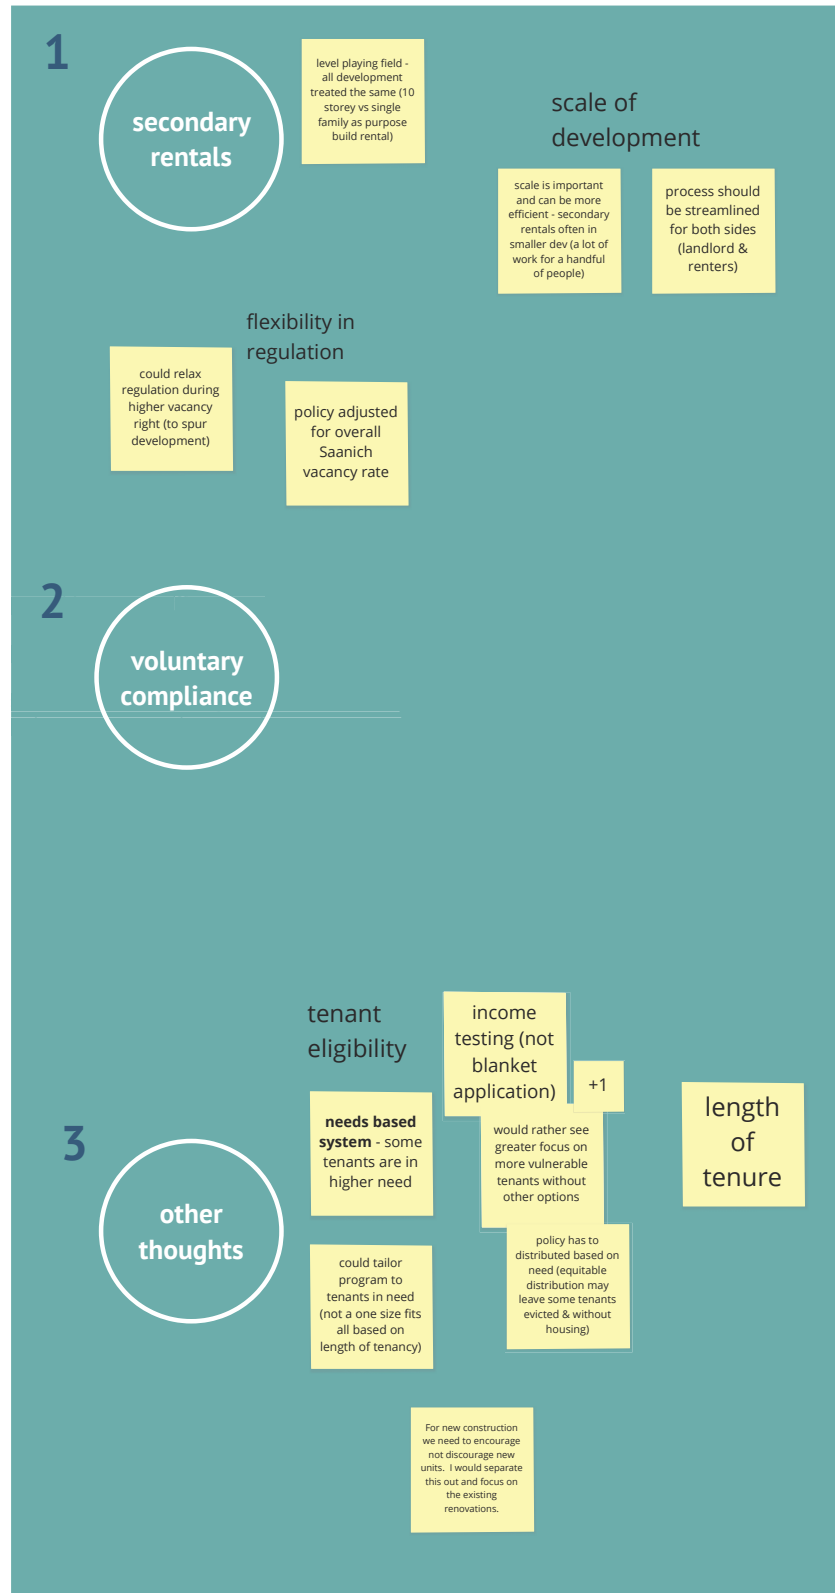 1
secondary
rentals
level playing field -
all development
treated the same (10
storey vs single
family as purpose
build rental)
scale of
development
scale is important
and can be more
efficient - secondary
rentals often in
smaller dev (a lot of
work for a handful
of people)
process should
be streamlined
for both sides
(landlord &
renters)
flexibility in
regulation
could relax
regulation during
higher vacancy
right (to spur
development)
policy adjusted
for overall
Saanich
vacancy rate
2
voluntary
compliance
3
other
thoughts
tenant
eligibility
income
testing (not
blanket
application)
+1
needs based
system - some
tenants are in
higher need
would rather see
greater focus on
more vulnerable
tenants without
other options
length
of
tenure
could tailor
program to
tenants in need
(not a one size fits
all based on
length of tenancy)
policy has to
distributed based on
need (equitable
distribution may
leave some tenants
evicted & without
housing)
For new construction
we need to encourage
not discourage new
units. I would separate
this out and focus on
the existing
renovations.